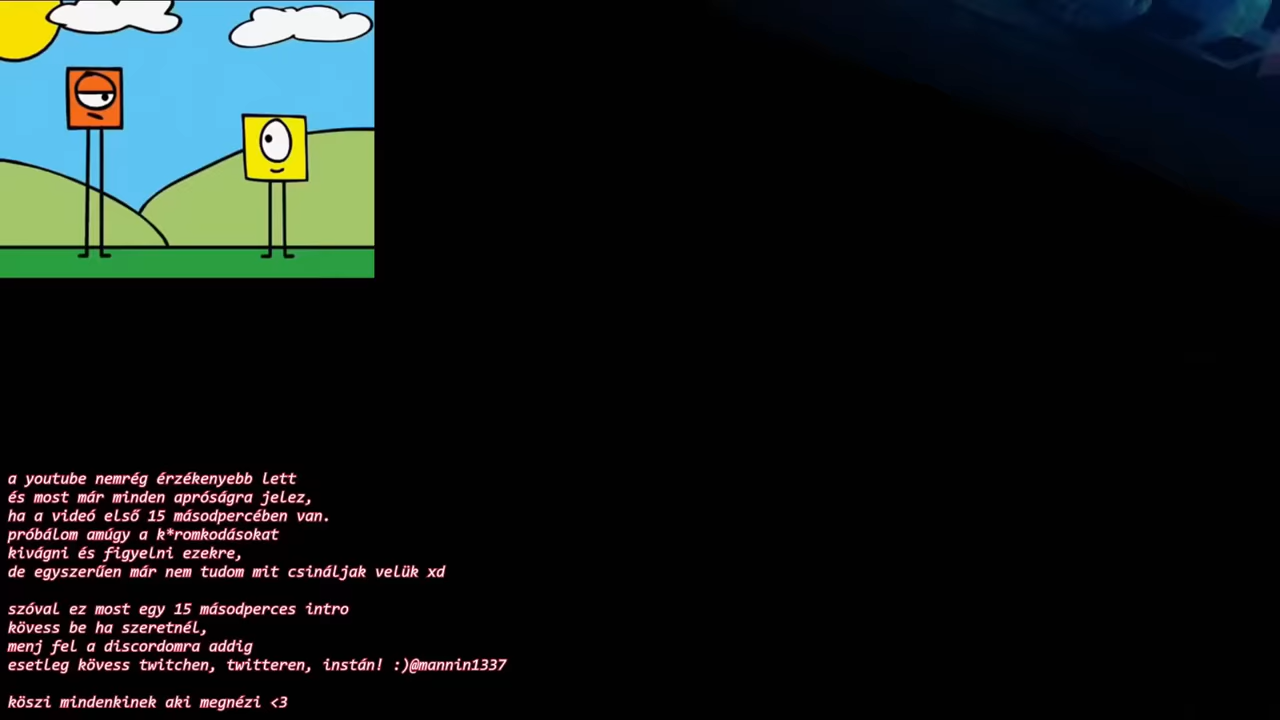 a youtube nemrég érzékenyebb lett
és most már minden apróságra jelez,
ha a videó első 15 másodpercében van.
próbálom amúgy a k*romkodásokat
kivágni és figyelni ezekre,
de egyszerűen már nem tudom mit csináljak velük xd
szóval ez most egy 15 másodperces intro
kövess be ha szeretnél,
menj fel a discordomra addig
esetleg kövess twitchen, twitteren, instán! :)@mannin1337
köszi mindenkinek aki megnézi <3